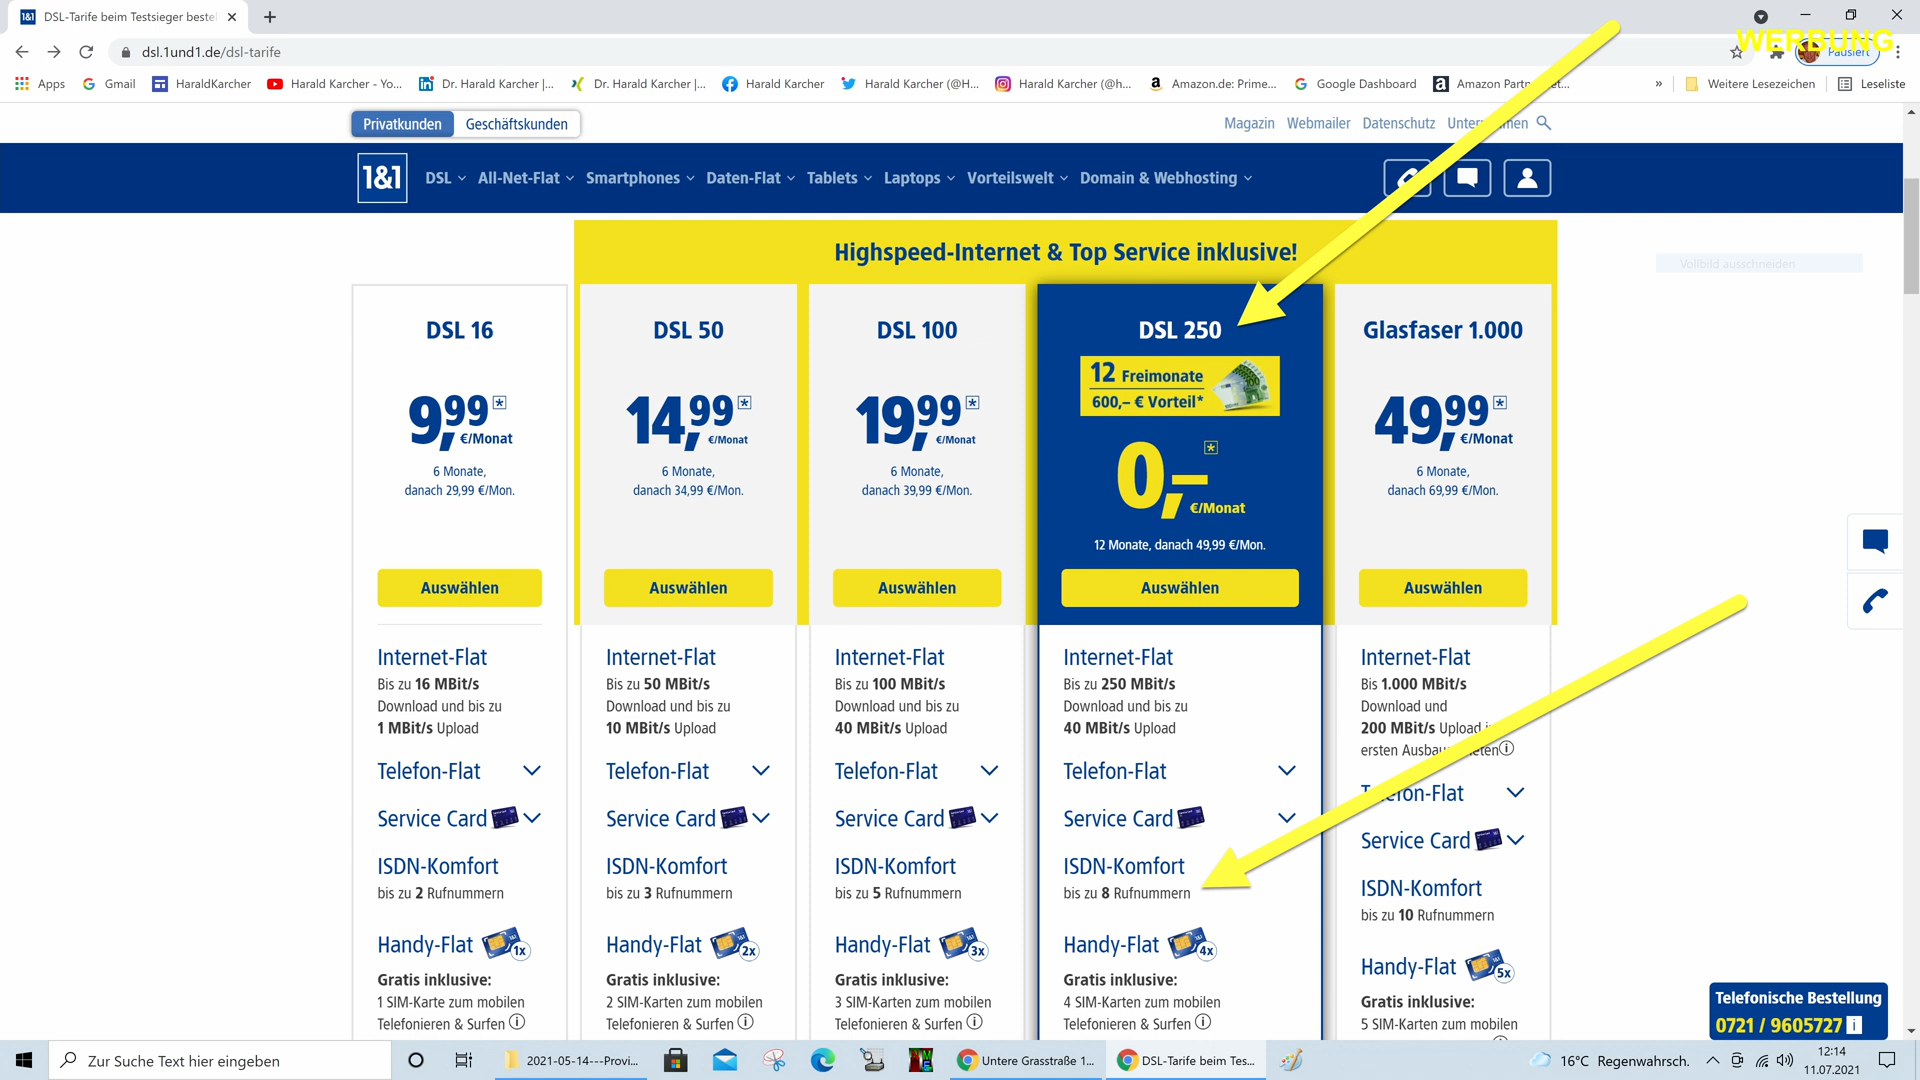 DSL-Tarife beim Testsieger beste
dsl.1und1.de/dsl-tarife
WERBUNG
Pausiert
Apps
Gmail
HaraldKarcher
Harald Karcher - Yo...
Dr. Harald Karcher |...
Dr. Harald Karcher |...
Harald Karcher
Harald Karcher (@H...
Harald Karcher (@h...
Amazon.de: Prime...
Google Dashboard
Weitere Lesezeichen
Leseliste
Privatkunden
Geschäftskunden
Magazin
Webmailer
Datenschutz
1&1
DSL
All-Net-Flat
Smartphones
Daten-Flat
Tablets
Laptops
Vorteilswelt
Domain & Webhosting
Highspeed-Internet & Top Service inklusive!
Vollbild ausschneiden
DSL 16
9,99*
€/Monat
6 Monate,
danach 29,99 €/Mon.
Auswählen
Internet-Flat
Bis zu 16 MBit/s
Download und bis zu
1 MBit/s Upload
Telefon-Flat
Service Card
ISDN-Komfort
bis zu 2 Rufnummern
Handy-Flat 1x
Gratis inklusive:
1 SIM-Karte zum mobilen
Telefonieren & Surfen
DSL 50
14,99*
€/Monat
6 Monate,
danach 34,99 €/Mon.
Auswählen
Internet-Flat
Bis zu 50 MBit/s
Download und bis zu
10 MBit/s Upload
Telefon-Flat
Service Card
ISDN-Komfort
bis zu 3 Rufnummern
Handy-Flat 2x
Gratis inklusive:
2 SIM-Karten zum mobilen
Telefonieren & Surfen
DSL 100
19,99*
€/Monat
6 Monate,
danach 39,99 €/Mon.
Auswählen
Internet-Flat
Bis zu 100 MBit/s
Download und bis zu
40 MBit/s Upload
Telefon-Flat
Service Card
ISDN-Komfort
bis zu 5 Rufnummern
Handy-Flat 3x
Gratis inklusive:
3 SIM-Karten zum mobilen
Telefonieren & Surfen
DSL 250
12 Freimonate
600,– € Vorteil*
0,–*
€/Monat
12 Monate, danach 49,99 €/Mon.
Auswählen
Internet-Flat
Bis zu 250 MBit/s
Download und bis zu
40 MBit/s Upload
Telefon-Flat
Service Card
ISDN-Komfort
bis zu 8 Rufnummern
Handy-Flat 4x
Gratis inklusive:
4 SIM-Karten zum mobilen
Telefonieren & Surfen
Glasfaser 1.000
49,99*
€/Monat
6 Monate,
danach 69,99 €/Mon.
Auswählen
Internet-Flat
Bis 1.000 MBit/s
Download und
200 MBit/s Upload
ersten
Telefon-Flat
Service Card
ISDN-Komfort
bis zu 10 Rufnummern
Handy-Flat 5x
Gratis inklusive:
5 SIM-Karten zum mobilen
Telefonische Bestellung
0721 / 9605727 i
Zur Suche Text hier eingeben
2021-05-14---Provi...
Untere Grasstraße 1...
DSL-Tarife beim Tes...
16°C Regenwahrsch.
12:14
11.07.2021